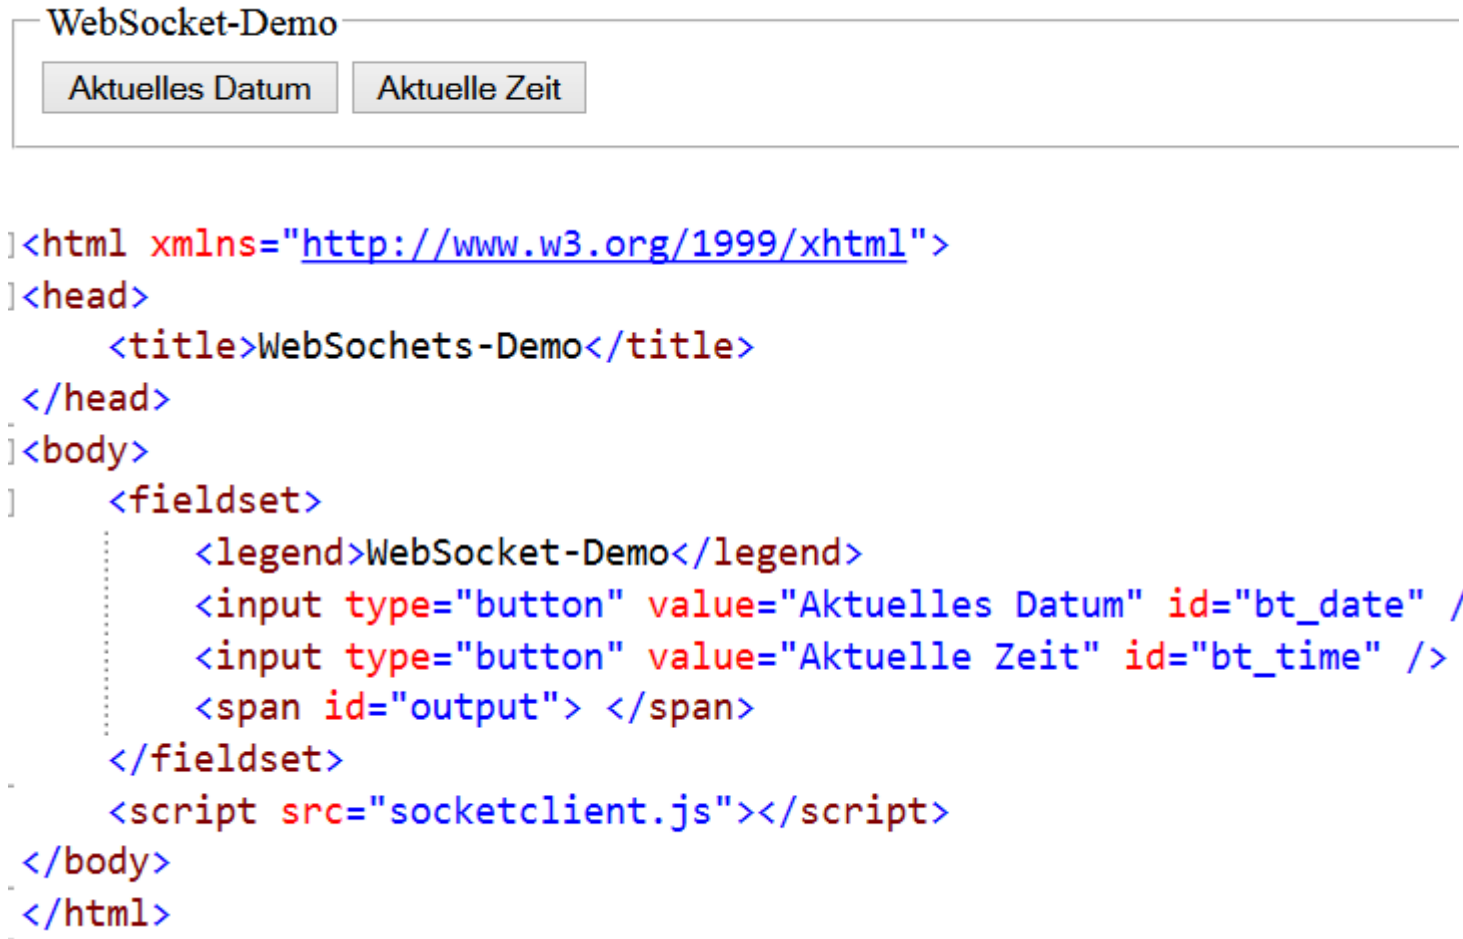 WebSocket-Demo
Aktuelles Datum Aktuelle Zeit
<html xmlns="http://www.w3.org/1999/xhtml">
<head>
<title>WebSochets-Demo</title>
</head>
<body>
<fieldset>
<legend>WebSocket-Demo</legend>
<input type="button" value="Aktuelles Datum" id="bt_date" /
<input type="button" value="Aktuelle Zeit" id="bt_time" />
<span id="output"> </span>
</fieldset>
<script src="socketclient.js"></script>
</body>
</html>